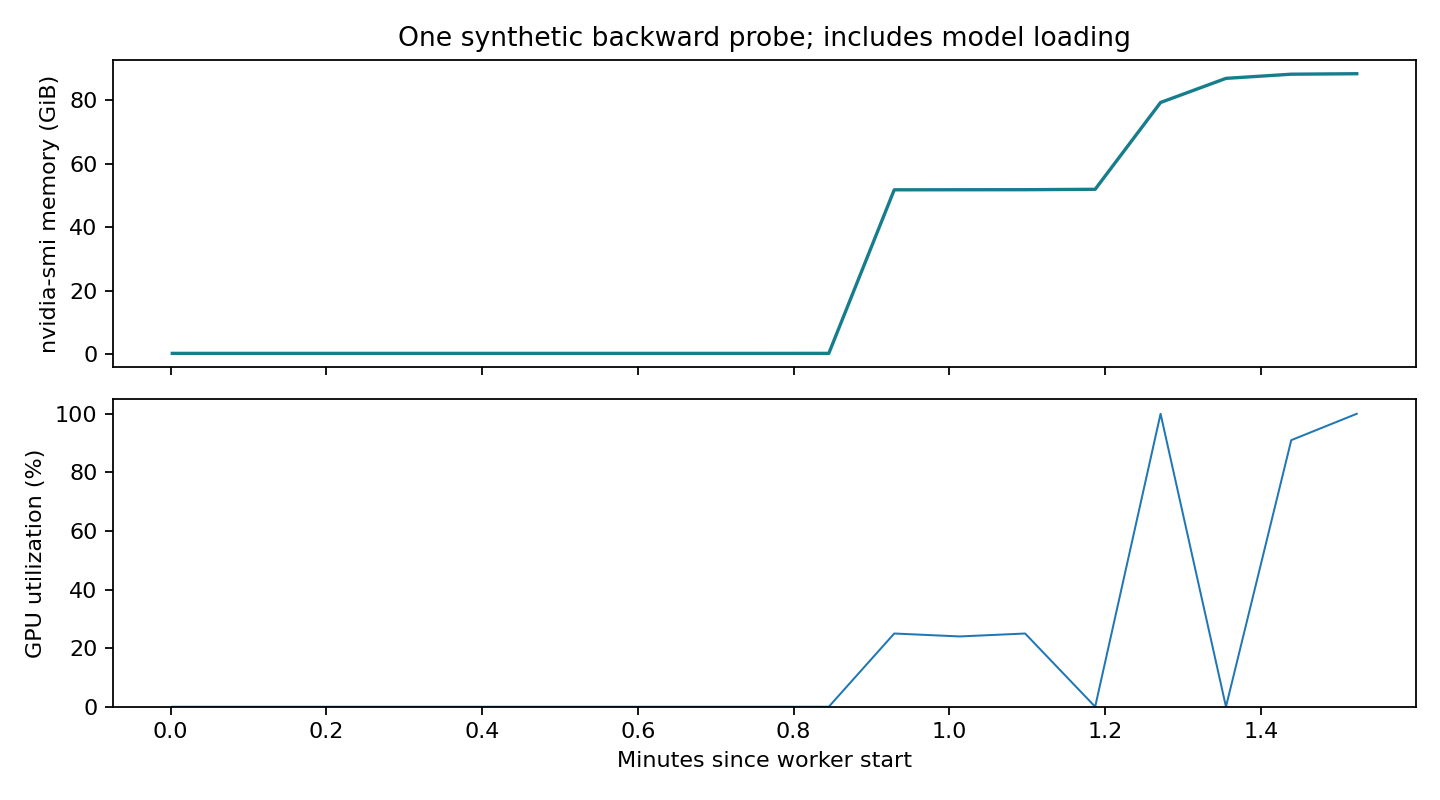 One synthetic backward probe; includes model loading
nvidia-smi memory (GiB)
80
60
40
20
0
GPU utilization (%)
100
80
60
40
20
0
0.0 0.2 0.4 0.6 0.8 1.0 1.2 1.4
Minutes since worker start